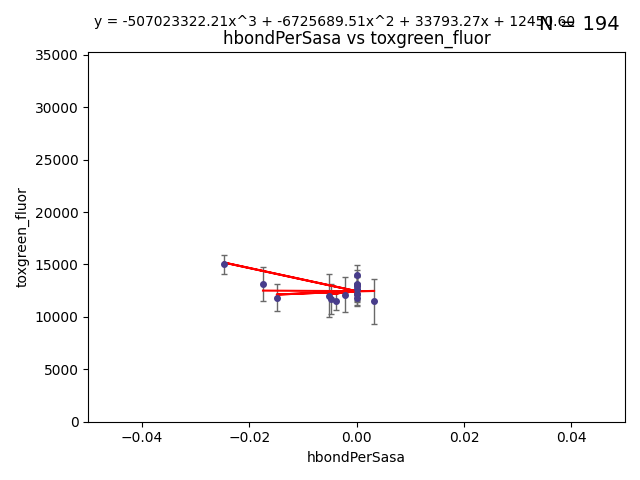 y = -507023322.21x^3 + -6725689.51x^2 + 33793.27x + 12450.60
N = 194
hbondPerSasa vs toxgreen_fluor
35000
30000
25000
20000
15000
10000
5000
0
toxgreen_fluor
−0.04
−0.02
0.00
0.02
0.04
hbondPerSasa